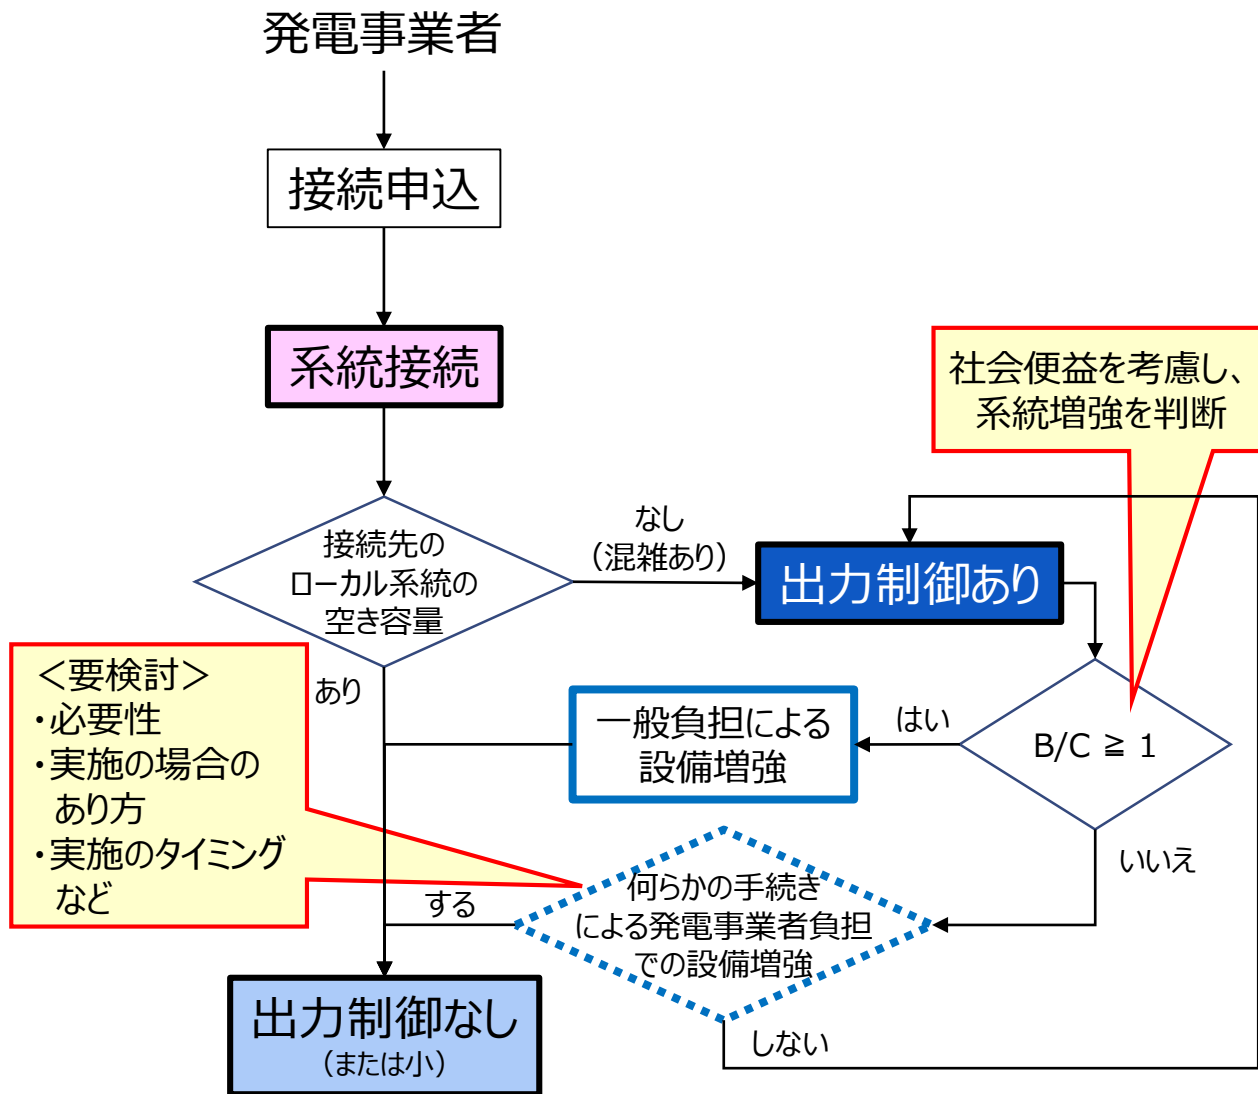 発電事業者
接続申込
系統接続
社会便益を考慮し、
系統増強を判断
接続先の
ローカル系統の
空き容量
なし
（混雑あり）
出力制御あり
＜要検討＞
・必要性
・実施の場合の
あり方
・実施のタイミング
など
あり
一般負担による
設備増強
はい
B/C ≧ 1
いいえ
する
何らかの手続き
による発電事業者負担
での設備増強
しない
出力制御なし
（または小）